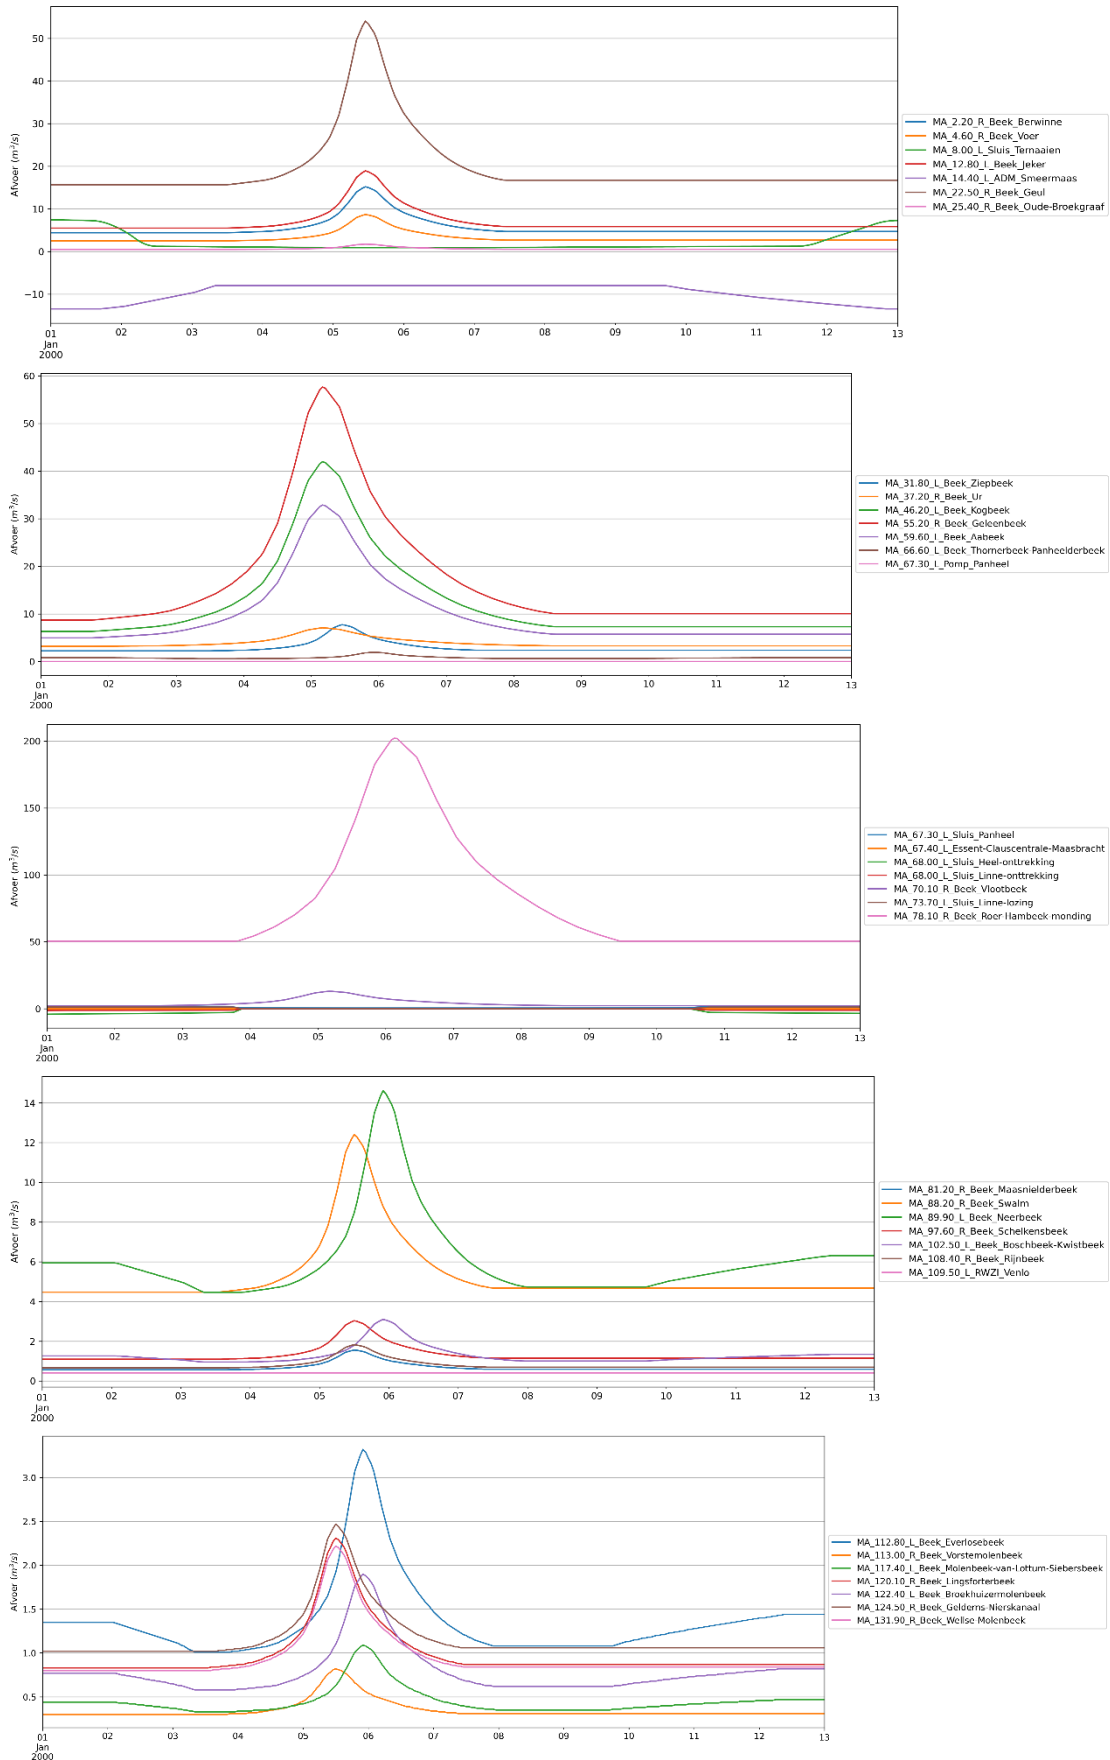 50
40
30
20
10
0
−10
Afvoer (m³/s)
01
Jan
2000
02
03
04
05
06
07
08
09
10
11
12
13
MA_2.20_R_Beek_Berwinne
MA_4.60_R_Beek_Voer
MA_8.00_L_Sluis_Ternaaien
MA_12.80_L_Beek_Jeker
MA_14.40_L_ADM_Smeermaas
MA_22.50_R_Beek_Geul
MA_25.40_R_Beek_Oude-Broekgraaf
60
50
40
30
20
10
0
Afvoer (m³/s)
01
Jan
2000
02
03
04
05
06
07
08
09
10
11
12
13
MA_31.80_L_Beek_Ziepbeek
MA_37.20_R_Beek_Ur
MA_46.20_L_Beek_Kogbeek
MA_55.20_R_Beek_Geleenbeek
MA_59.60_L_Beek_Aabeek
MA_66.60_L_Beek_Thornerbeek-Panheelderbeek
MA_67.30_L_Pomp_Panheel
200
150
100
50
0
Afvoer (m³/s)
01
Jan
2000
02
03
04
05
06
07
08
09
10
11
12
13
MA_67.30_L_Sluis_Panheel
MA_67.40_L_Essent-Clauscentrale-Maasbracht
MA_68.00_L_Sluis_Heel-onttrekking
MA_68.00_L_Sluis_Linne-onttrekking
MA_70.10_R_Beek_Vlootbeek
MA_73.70_L_Sluis_Linne-lozing
MA_78.10_R_Beek_Roer-Hambeek-monding
14
12
10
8
6
4
2
0
Afvoer (m³/s)
01
Jan
2000
02
03
04
05
06
07
08
09
10
11
12
13
MA_81.20_R_Beek_Maasnielderbeek
MA_88.20_R_Beek_Swalm
MA_89.90_L_Beek_Neerbeek
MA_97.60_R_Beek_Schelkensbeek
MA_102.50_L_Beek_Boschbeek-Kwistbeek
MA_108.40_R_Beek_Rijnbeek
MA_109.50_L_RWZI_Venlo
3.0
2.5
2.0
1.5
1.0
0.5
Afvoer (m³/s)
01
Jan
2000
02
03
04
05
06
07
08
09
10
11
12
13
MA_112.80_L_Beek_Everlosebeek
MA_113.00_R_Beek_Vorstemolenbeek
MA_117.40_L_Beek_Molenbeek-van-Lottum-Siebersbeek
MA_120.10_R_Beek_Lingsforterbeek
MA_122.40_L_Beek_Broekhuizermolenbeek
MA_124.50_R_Beek_Gelderns-Nierskanaal
MA_131.90_R_Beek_Wellse-Molenbeek